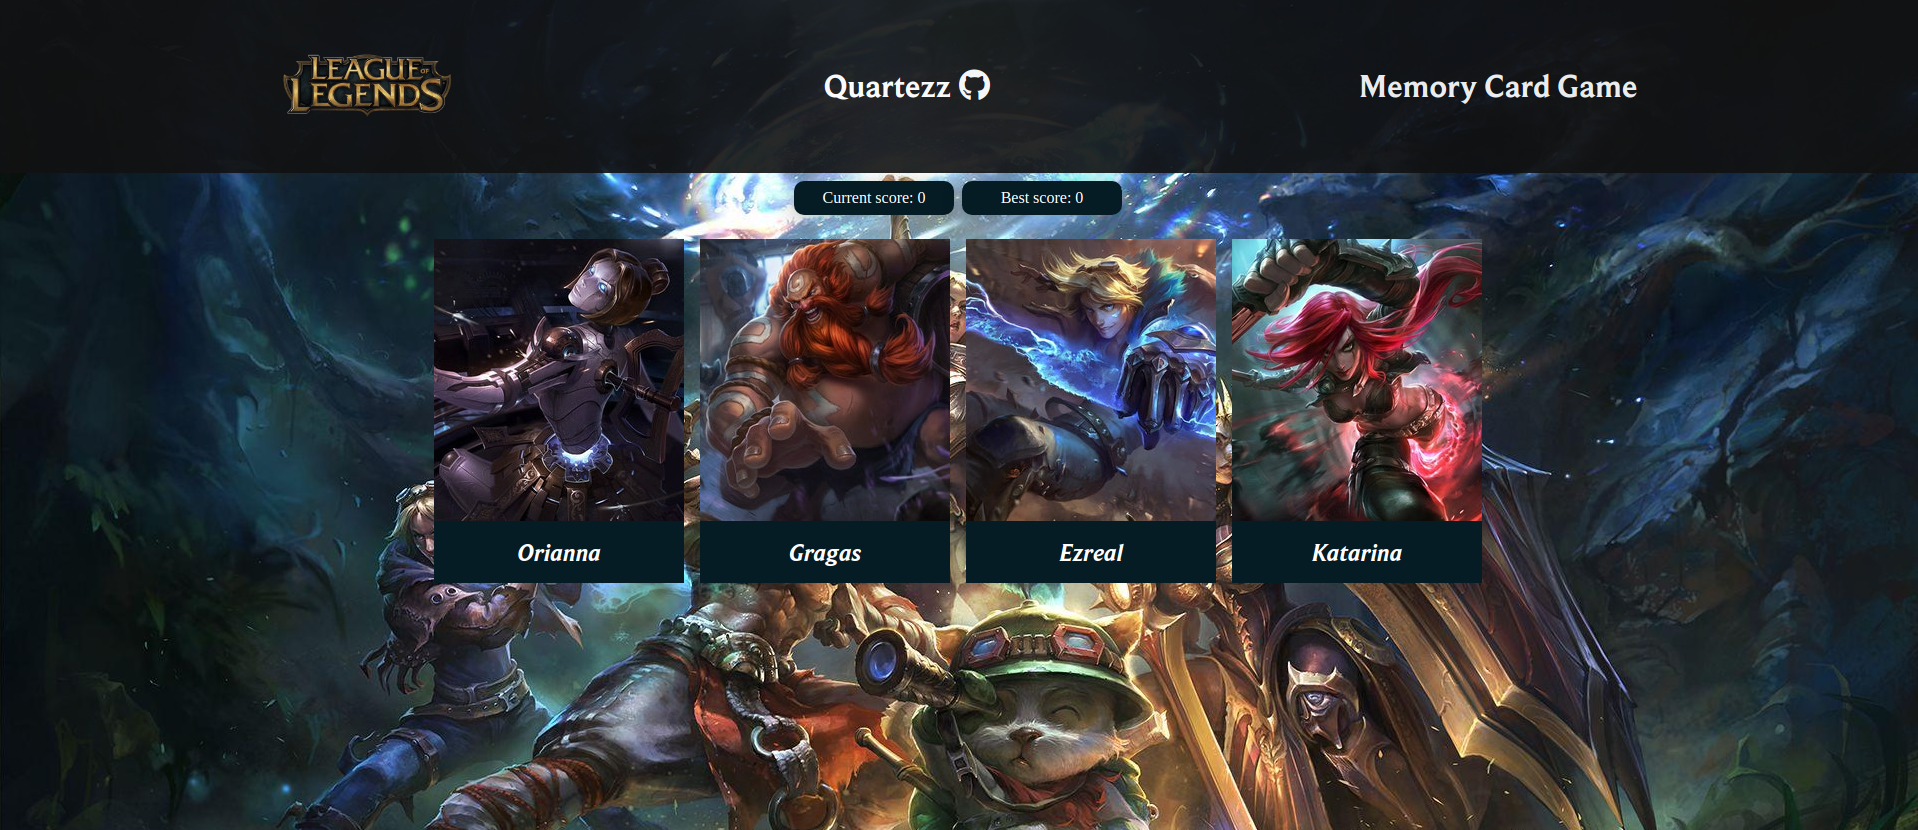 LEAGUE OF
LEGENDS
Quartezz
Memory Card Game
Current score: 0
Best score: 0
Orianna
Gragas
Ezreal
Katarina